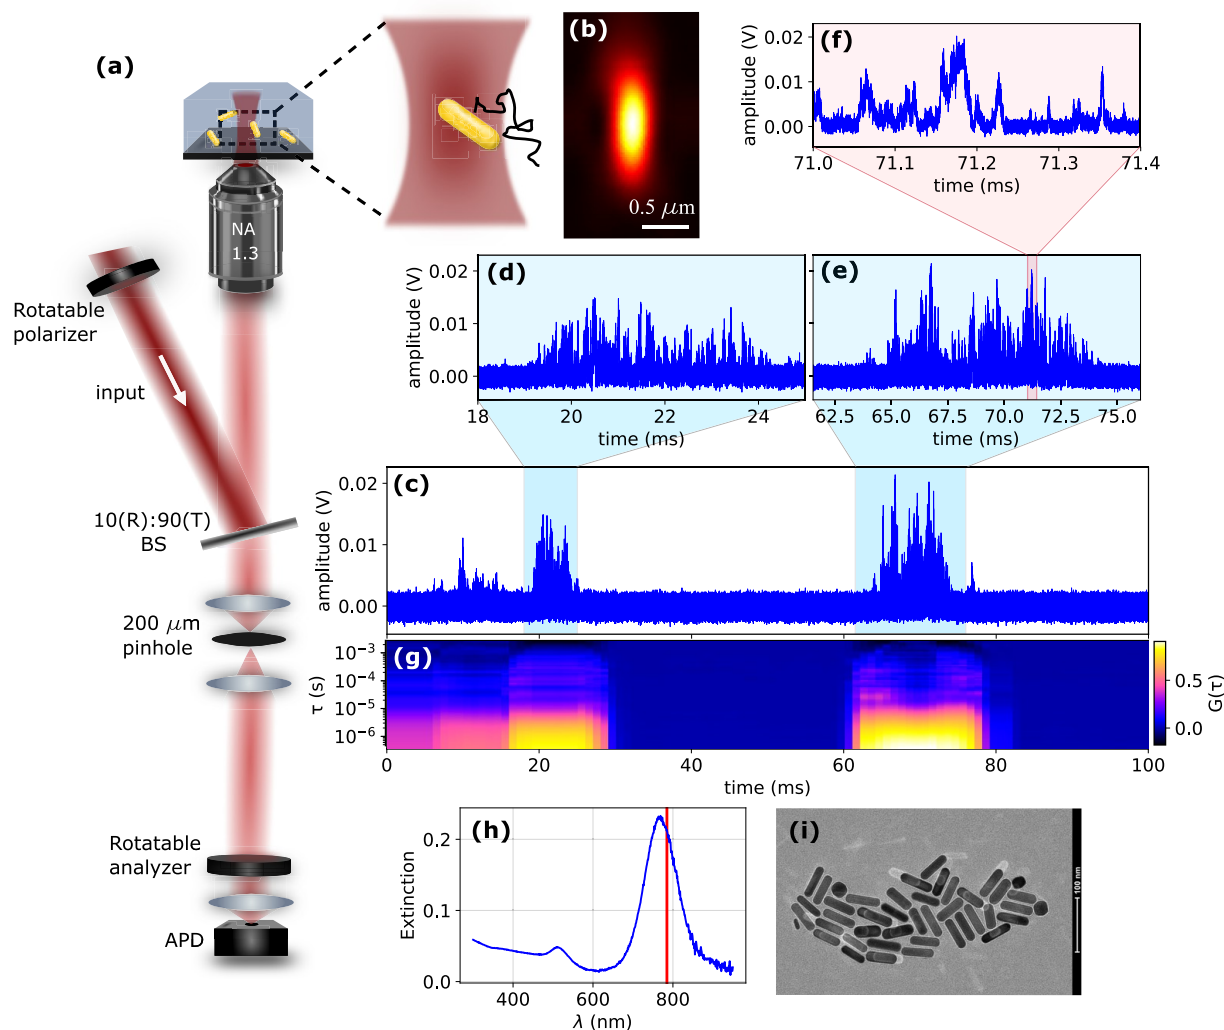 (a)
NA
1.3
Rotatable
polarizer
input
10(R):90(T)
BS
200 μm
pinhole
Rotatable
analyzer
APD
(b)
0.5 μm
(f)
amplitude (V)
0.02
0.01
0.00
71.0 71.1 71.2 71.3 71.4
time (ms)
(d)
amplitude (V)
0.02
0.01
0.00
18 20 22 24
time (ms)
(e)
62.5 65.0 67.5 70.0 72.5 75.0
time (ms)
(c)
amplitude (V)
0.02
0.01
0.00
(g)
τ (s)
10⁻³
10⁻⁴
10⁻⁵
10⁻⁶
0 20 40 60 80 100
time (ms)
0.5
0.0
G(τ)
(h)
Extinction
0.2
0.1
0.0
400 600 800
λ (nm)
(i)
100 nm